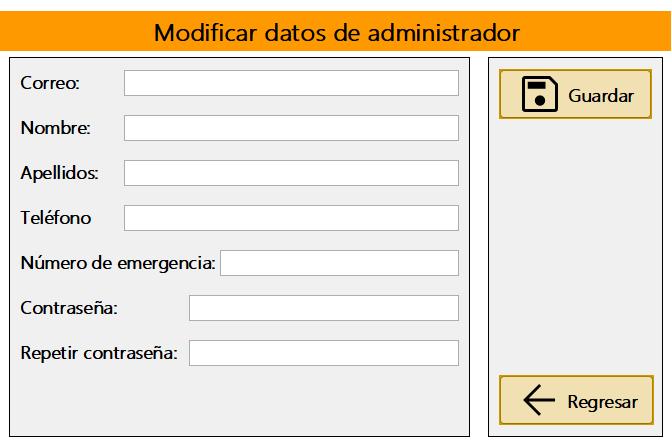 Modificar datos de administrador
Correo:
Nombre:
Apellidos:
Teléfono
Número de emergencia:
Contraseña:
Repetir contraseña:
Guardar
Regresar